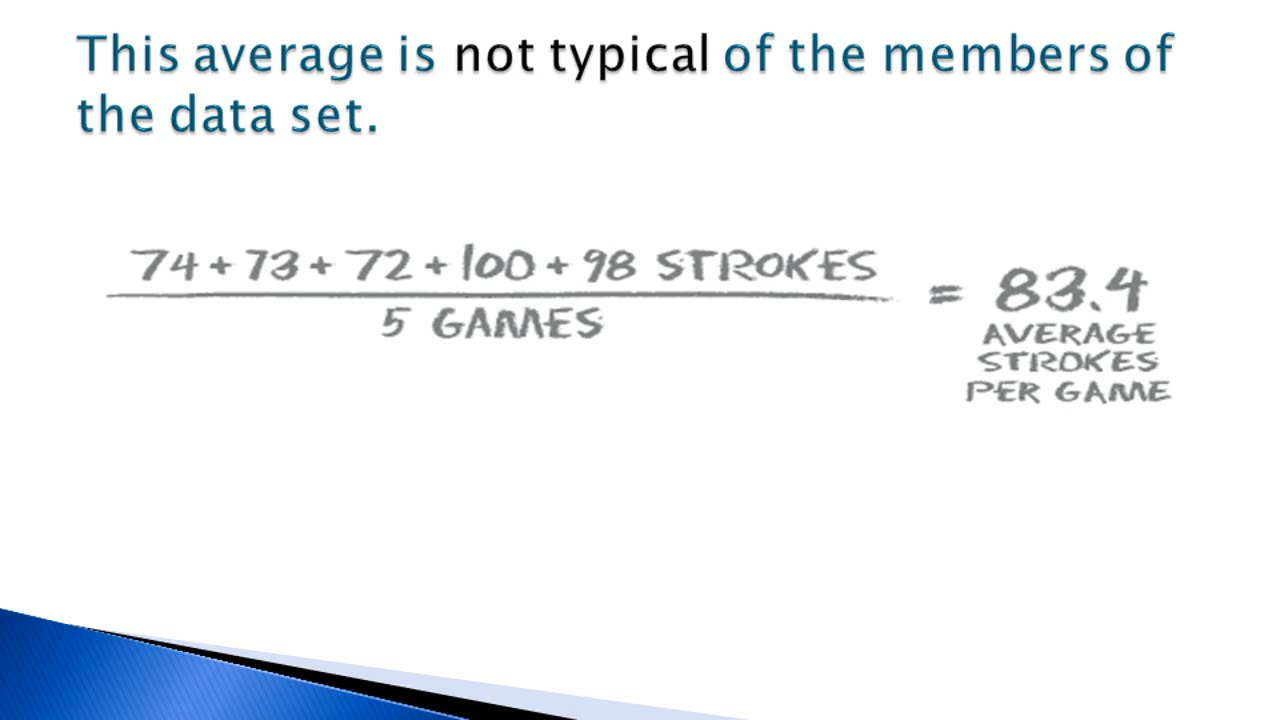 This average is not typical of the members of
the data set.
74 + 73 + 72 + 100 + 98 STROKES
5 GAMES
= 83.4
AVERAGE
STROKES
PER GAME